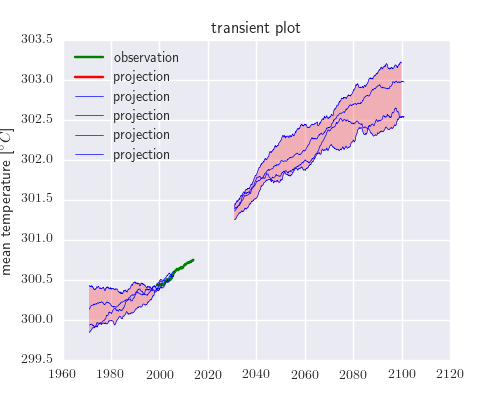 transient plot
303.5
303.0
302.5
302.0
301.5
301.0
300.5
300.0
299.5
mean temperature [°C]
observation
projection
projection
projection
projection
projection
1960 1980 2000 2020 2040 2060 2080 2100 2120